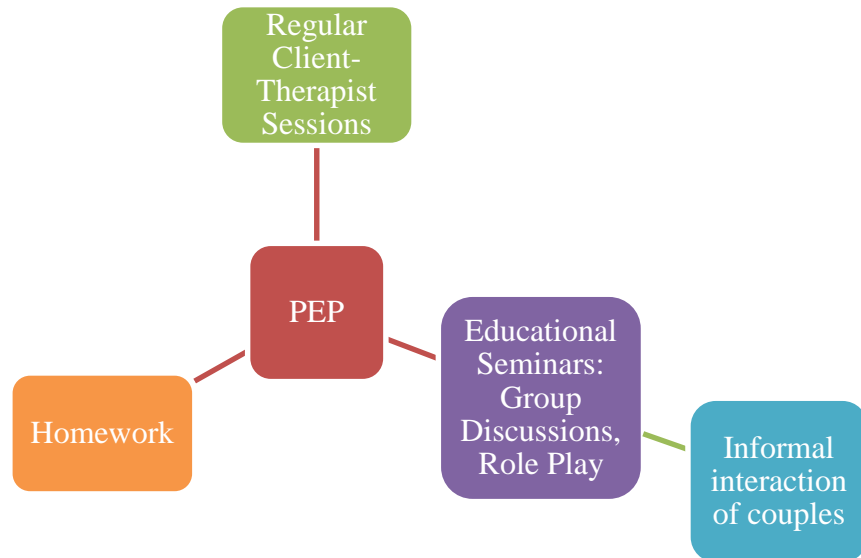 Regular
Client-
Therapist
Sessions
PEP
Educational
Seminars:
Group
Discussions,
Role Play
Homework
Informal
interaction
of couples